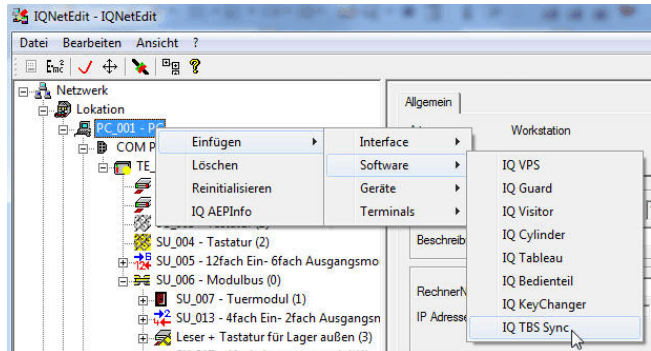 IQNetEdit - IQNetEdit
Datei Bearbeiten Ansicht ?
Netzwerk
Lokation
PC_001 - PC
COM P
TE_
SU_004 - Tastatur (2)
SU_005 - 12fach Ein- 6fach Ausgangsmo
SU_006 - Modulbus (0)
SU_007 - Tuermodul (1)
SU_013 - 4fach Ein- 2fach Ausgangsn
Leser + Tastatur für Lager außen (3)
Einfügen
Löschen
Reinitialisieren
IQ AEPInfo
Interface
Software
Geräte
Terminals
Allgemein
Workstation
Beschreib
RechnerN
IP Adresse
IQ VPS
IQ Guard
IQ Visitor
IQ Cylinder
IQ Tableau
IQ Bedienteil
IQ KeyChanger
IQ TBS Sync